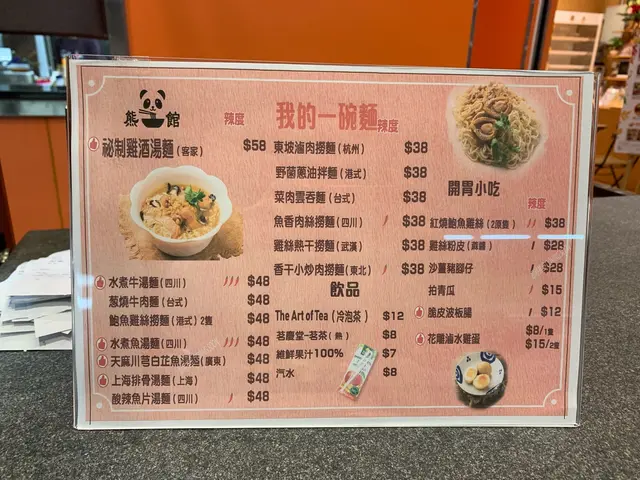 熊館
辣度
我的一碗麵
辣度
祕制雞酒湯麵(客家) $58
東坡滷肉撈麵(杭州) $38
野菌蔥油拌麵(港式) $38
菜肉雲吞麵(台式) $38
魚香肉絲撈麵(四川) $38
雞絲熱干撈麵(武漢) $38
香干小炒肉撈麵(東北) $38
水煮牛湯麵(四川) $48
蔥燒牛肉麵(台式) $48
鮑魚雞絲撈麵(港式)2隻 $48
水煮魚湯麵(四川) $48
天麻川芎白芷魚湯麵(廣東) $48
上海排骨湯麵(上海) $48
酸辣魚片湯麵(四川) $48
飲品
The Art of Tea(冷泡茶) $12
茗慶堂-茗茶(熱) $8
維鮮果汁100% $7
汽水 $8
開胃小吃
辣度
紅燒鮑魚雞絲(2原隻) $38
雞絲粉皮 $28
沙薑豬腳仔 $28
拍青瓜 $15
脆皮波板腸 $12
花雕滷水雞蛋 $8/1隻
$15/2隻